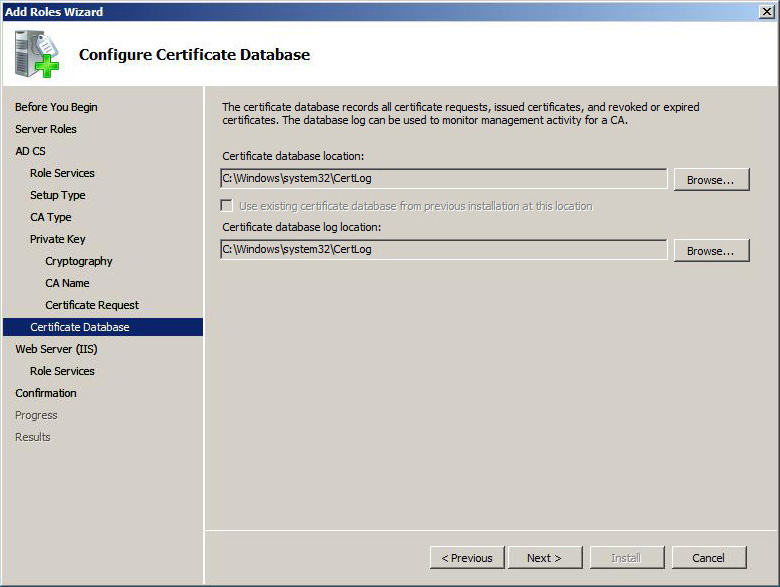 Add Roles Wizard
Configure Certificate Database
Before You Begin
Server Roles
AD CS
Role Services
Setup Type
CA Type
Private Key
Cryptography
CA Name
Certificate Request
Certificate Database
Web Server (IIS)
Role Services
Confirmation
Progress
Results
The certificate database records all certificate requests, issued certificates, and revoked or expired
certificates. The database log can be used to monitor management activity for a CA.
Certificate database location:
C:\Windows\system32\CertLog
Browse...
Use existing certificate database from previous installation at this location
Certificate database log location:
C:\Windows\system32\CertLog
Browse...
< Previous
Next >
Install
Cancel